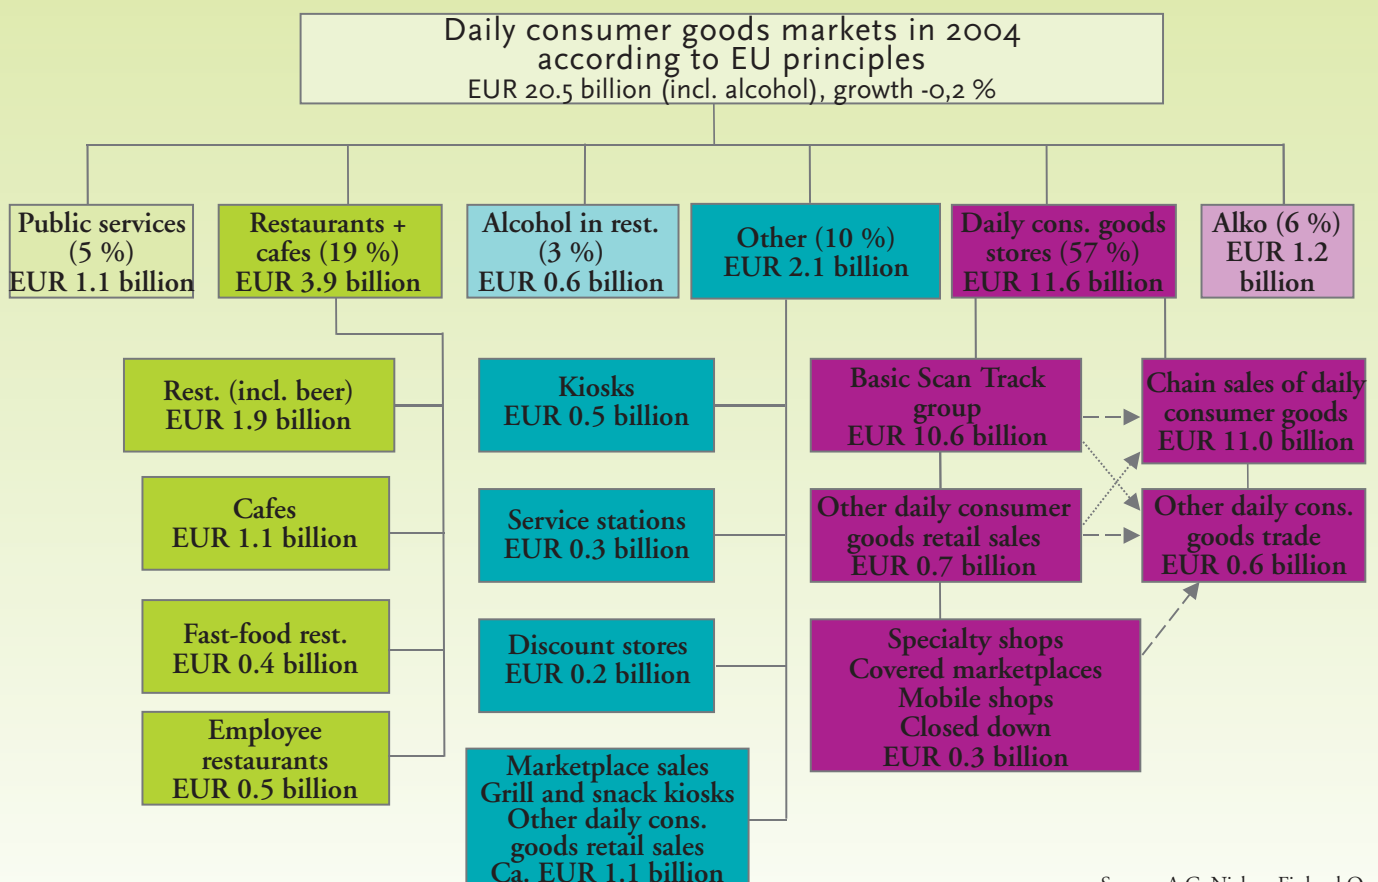 Daily consumer goods markets in 2004
according to EU principles
EUR 20.5 billion (incl. alcohol), growth -0,2 %
Public services
(5 %)
EUR 1.1 billion
Restaurants +
cafes (19 %)
EUR 3.9 billion
Alcohol in rest.
(3 %)
EUR 0.6 billion
Other (10 %)
EUR 2.1 billion
Daily cons. goods
stores (57 %)
EUR 11.6 billion
Alko (6 %)
EUR 1.2
billion
Rest. (incl. beer)
EUR 1.9 billion
Cafes
EUR 1.1 billion
Fast-food rest.
EUR 0.4 billion
Employee
restaurants
EUR 0.5 billion
Kiosks
EUR 0.5 billion
Service stations
EUR 0.3 billion
Discount stores
EUR 0.2 billion
Marketplace sales
Grill and snack kiosks
Other daily cons.
goods retail sales
Ca. EUR 1.1 billion
Basic Scan Track
group
EUR 10.6 billion
Other daily consumer
goods retail sales
EUR 0.7 billion
Specialty shops
Covered marketplaces
Mobile shops
Closed down
EUR 0.3 billion
Chain sales of daily
consumer goods
EUR 11.0 billion
Other daily cons.
goods trade
EUR 0.6 billion